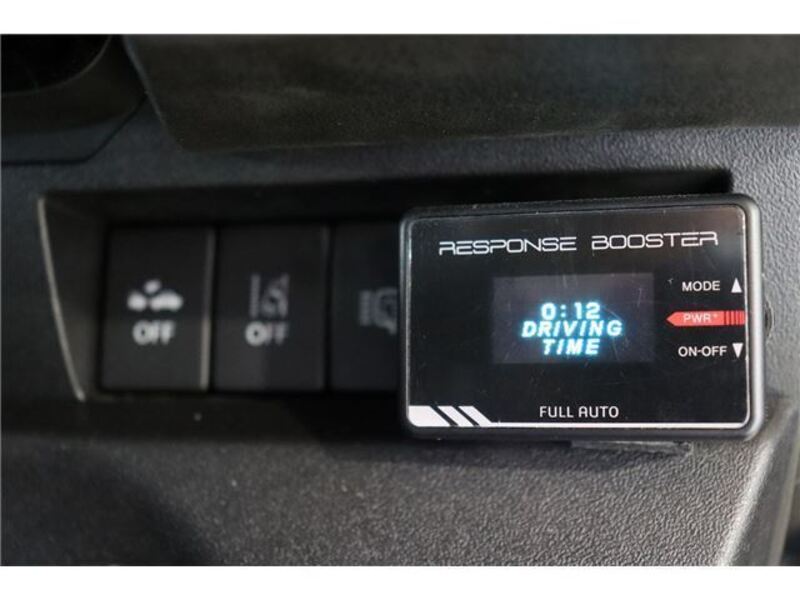 RESPONSE BOOSTER
MODE ▲
0:12
DRIVING
TIME
PWR
ON-OFF ▼
OFF
OFF
FULL AUTO